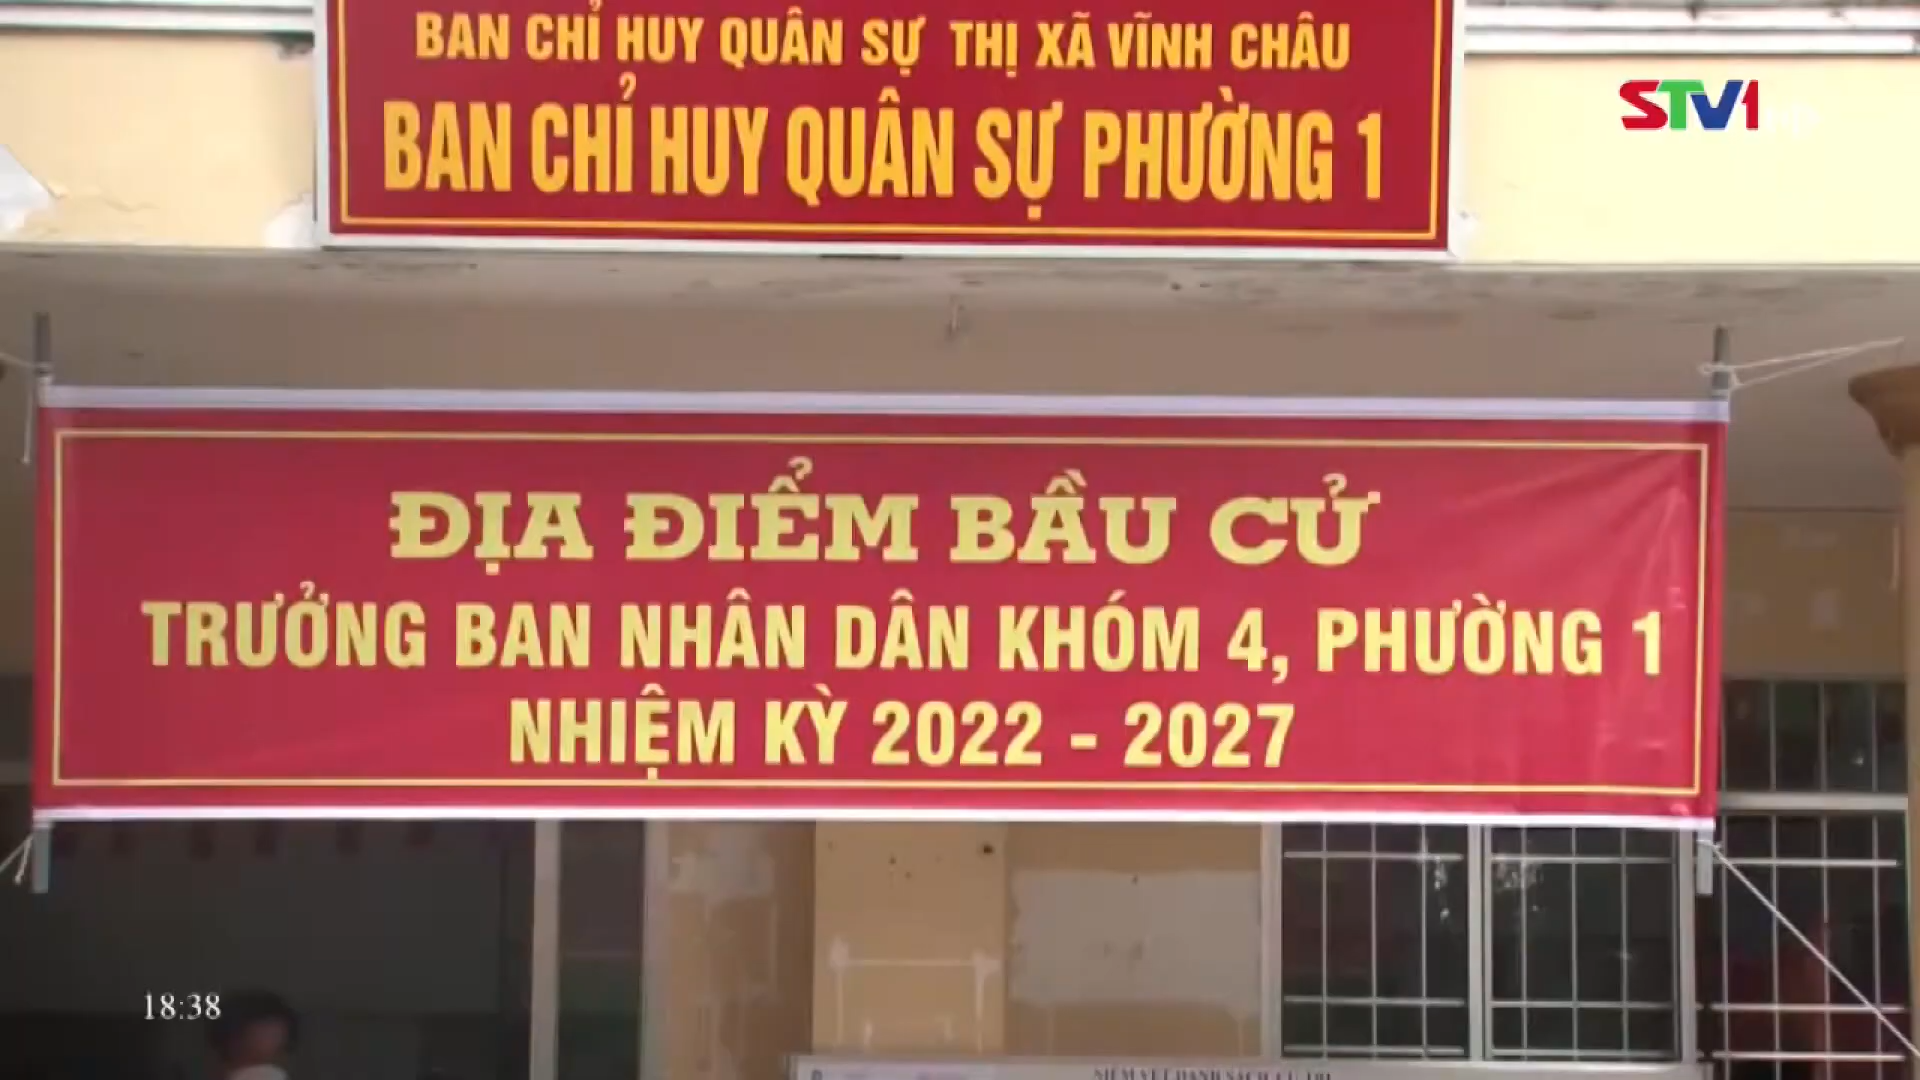 BAN CHỈ HUY QUÂN SỰ THỊ XÃ VĨNH CHÂU
BAN CHỈ HUY QUÂN SỰ PHƯỜNG 1
STV1
ĐỊA ĐIỂM BẦU CỬ
TRƯỞNG BAN NHÂN DÂN KHÓM 4, PHƯỜNG 1
NHIỆM KỲ 2022 - 2027
18:38